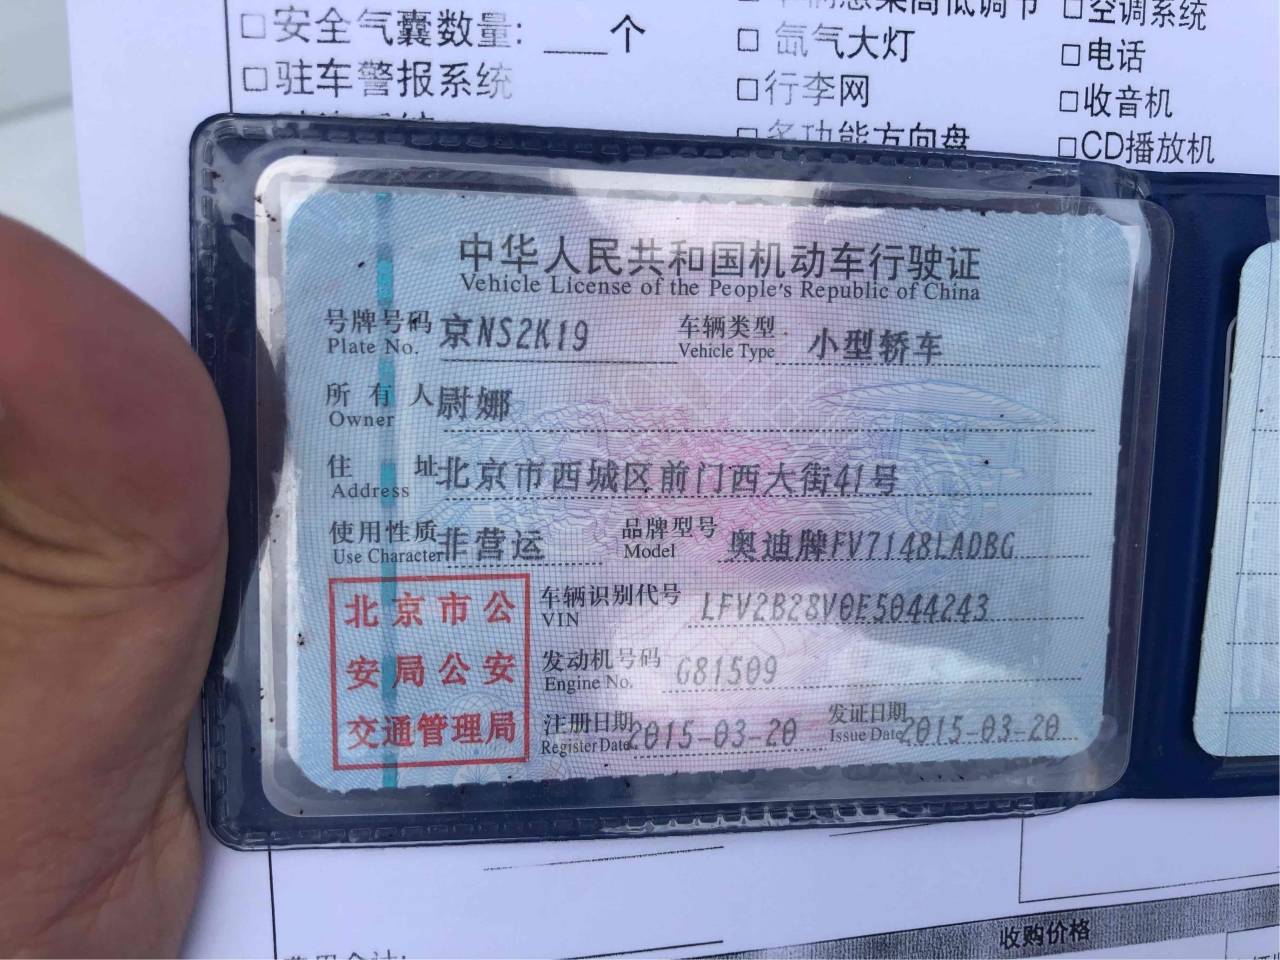 □安全气囊数量: ___个
□驻车警报系统
□氙气大灯
□行李网
□多功能方向盘
□空调系统
□电话
□收音机
□CD播放机
中华人民共和国机动车行驶证
Vehicle License of the People's Republic of China
号牌号码 京NS2K19 车辆类型 小型轿车
Plate No. Vehicle Type
所有人 尉娜
Owner
住址 北京市西城区前门西大街41号
Address
使用性质 非营运 品牌型号 奥迪牌FV7148LADBG
Use Character Model
北京市公
安局公安
交通管理局
车辆识别代号 LFV2B28V0E5044243
VIN
发动机号码 G81509
Engine No.
注册日期 2015-03-20 发证日期 2015-03-20
Register Date Issue Date
收购价格